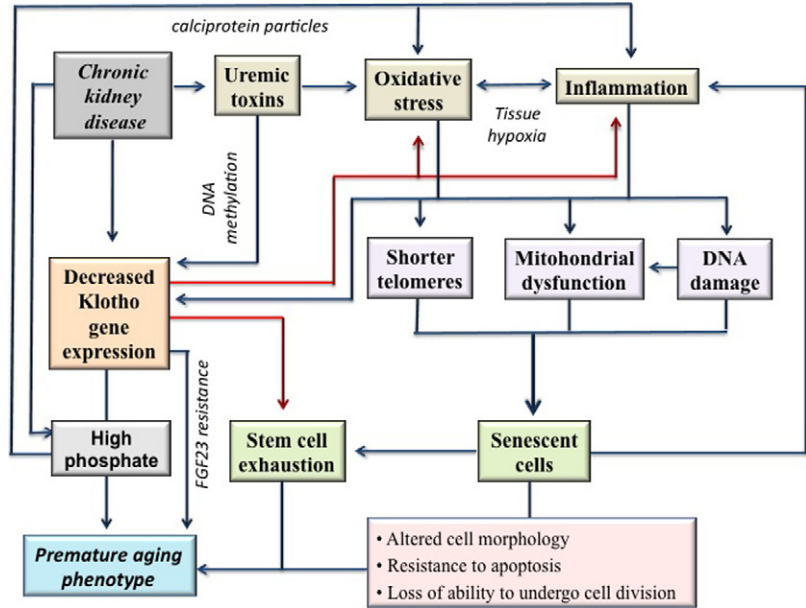 calciprotein particles
Chronic
kidney
disease
Uremic
toxins
Oxidative
stress
Inflammation
Tissue
hypoxia
DNA
methylation
Decreased
Klotho
gene
expression
Shorter
telomeres
Mitohondrial
dysfunction
DNA
damage
FGF23 resistance
High
phosphate
Stem cell
exhaustion
Senescent
cells
Premature aging
phenotype
• Altered cell morphology
• Resistance to apoptosis
• Loss of ability to undergo cell division